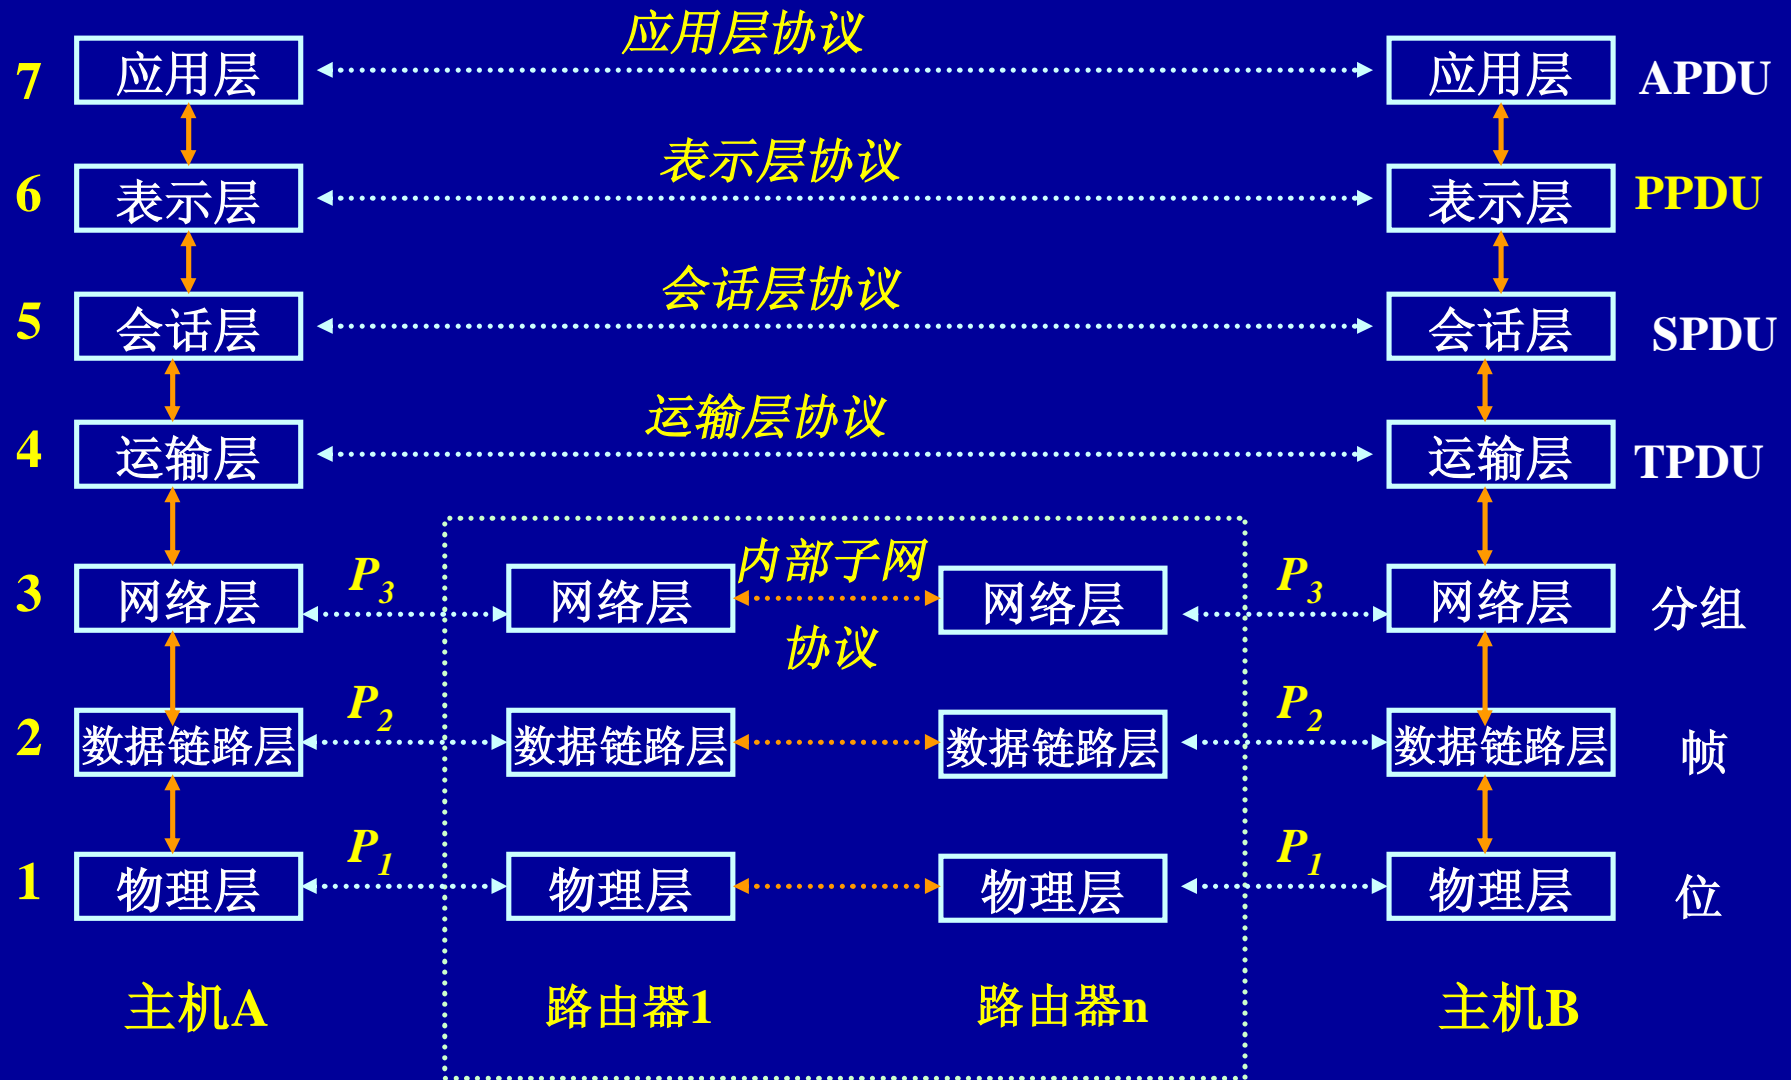 应用层协议
7 应用层 应用层 APDU
表示层协议
6 表示层 表示层 PPDU
会话层协议
5 会话层 会话层 SPDU
运输层协议
4 运输层 运输层 TPDU
内部子网
3 网络层 P3 网络层 网络层 P3 网络层 分组
协议
2 数据链路层 P2 数据链路层 数据链路层 P2 数据链路层 帧
1 物理层 P1 物理层 物理层 P1 物理层 位
主机A 路由器1 路由器n 主机B